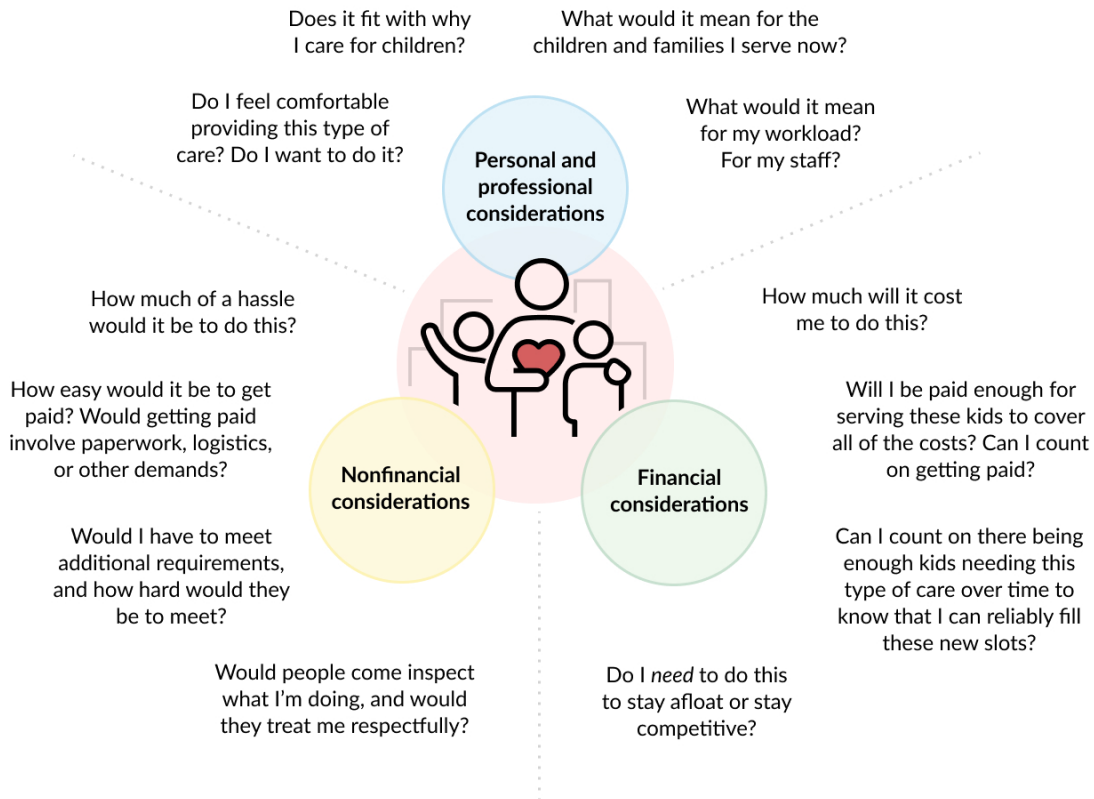 Does it fit with why
I care for children?
What would it mean for the
children and families I serve now?
Do I feel comfortable
providing this type of
care? Do I want to do it?
What would it mean
for my workload?
For my staff?
Personal and
professional
considerations
How much of a hassle
would it be to do this?
How easy would it be to get
paid? Would getting paid
involve paperwork, logistics,
or other demands?
Would I have to meet
additional requirements,
and how hard would they
be to meet?
Would people come inspect
what I'm doing, and would
they treat me respectfully?
Nonfinancial
considerations
Financial
considerations
How much will it cost
me to do this?
Will I be paid enough for
serving these kids to cover
all of the costs? Can I count
on getting paid?
Can I count on there being
enough kids needing this
type of care over time to
know that I can reliably fill
these new slots?
Do I need to do this
to stay afloat or stay
competitive?